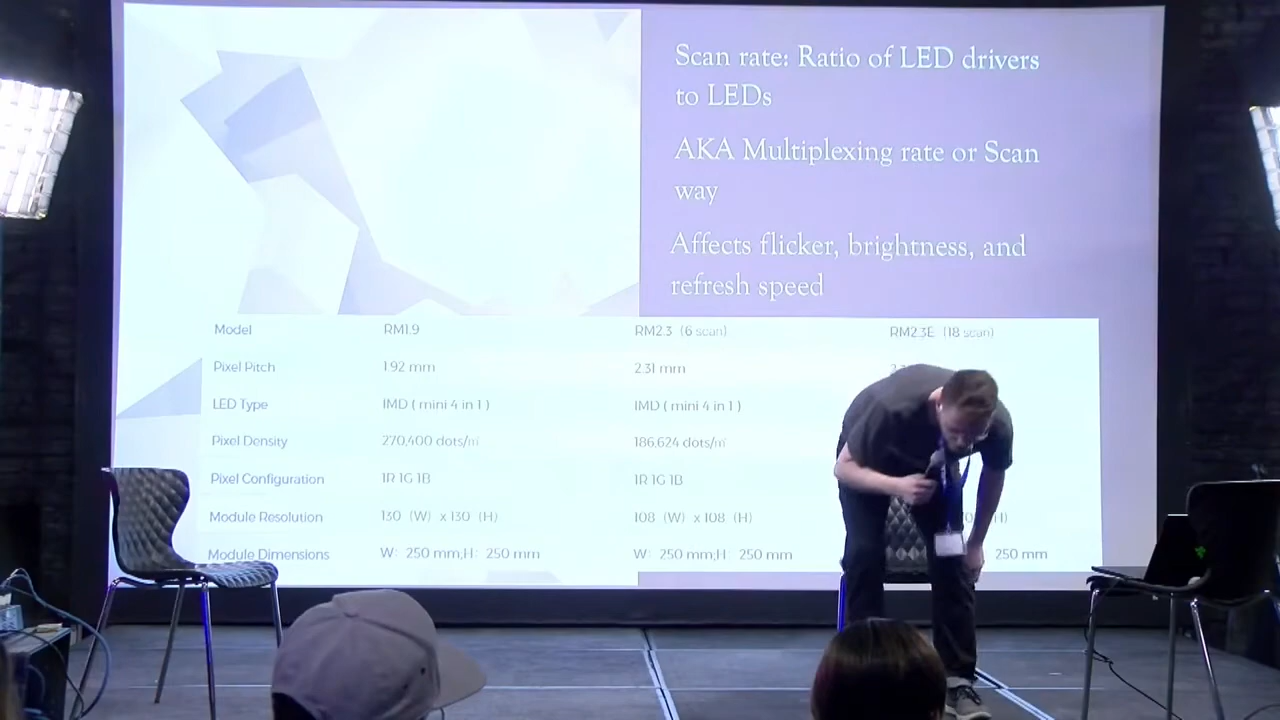 Scan rate: Ratio of LED drivers
to LEDs
AKA Multiplexing rate or Scan
way
Affects flicker, brightness, and
refresh speed
Model RM1.9 RM2.3 (6 scan) RM2.3E (18 scan)
Pixel Pitch 1.92 mm 2.31 mm
LED Type IMD ( mini 4 in 1 ) IMD ( mini 4 in 1 )
Pixel Density 270,400 dots/㎡ 186,624 dots/㎡
Pixel Configuration 1R 1G 1B 1R 1G 1B
Module Resolution 130 (W) x 130 (H) 108 (W) x 108 (H)
Module Dimensions W: 250 mm;H: 250 mm W: 250 mm;H: 250 mm 250 mm